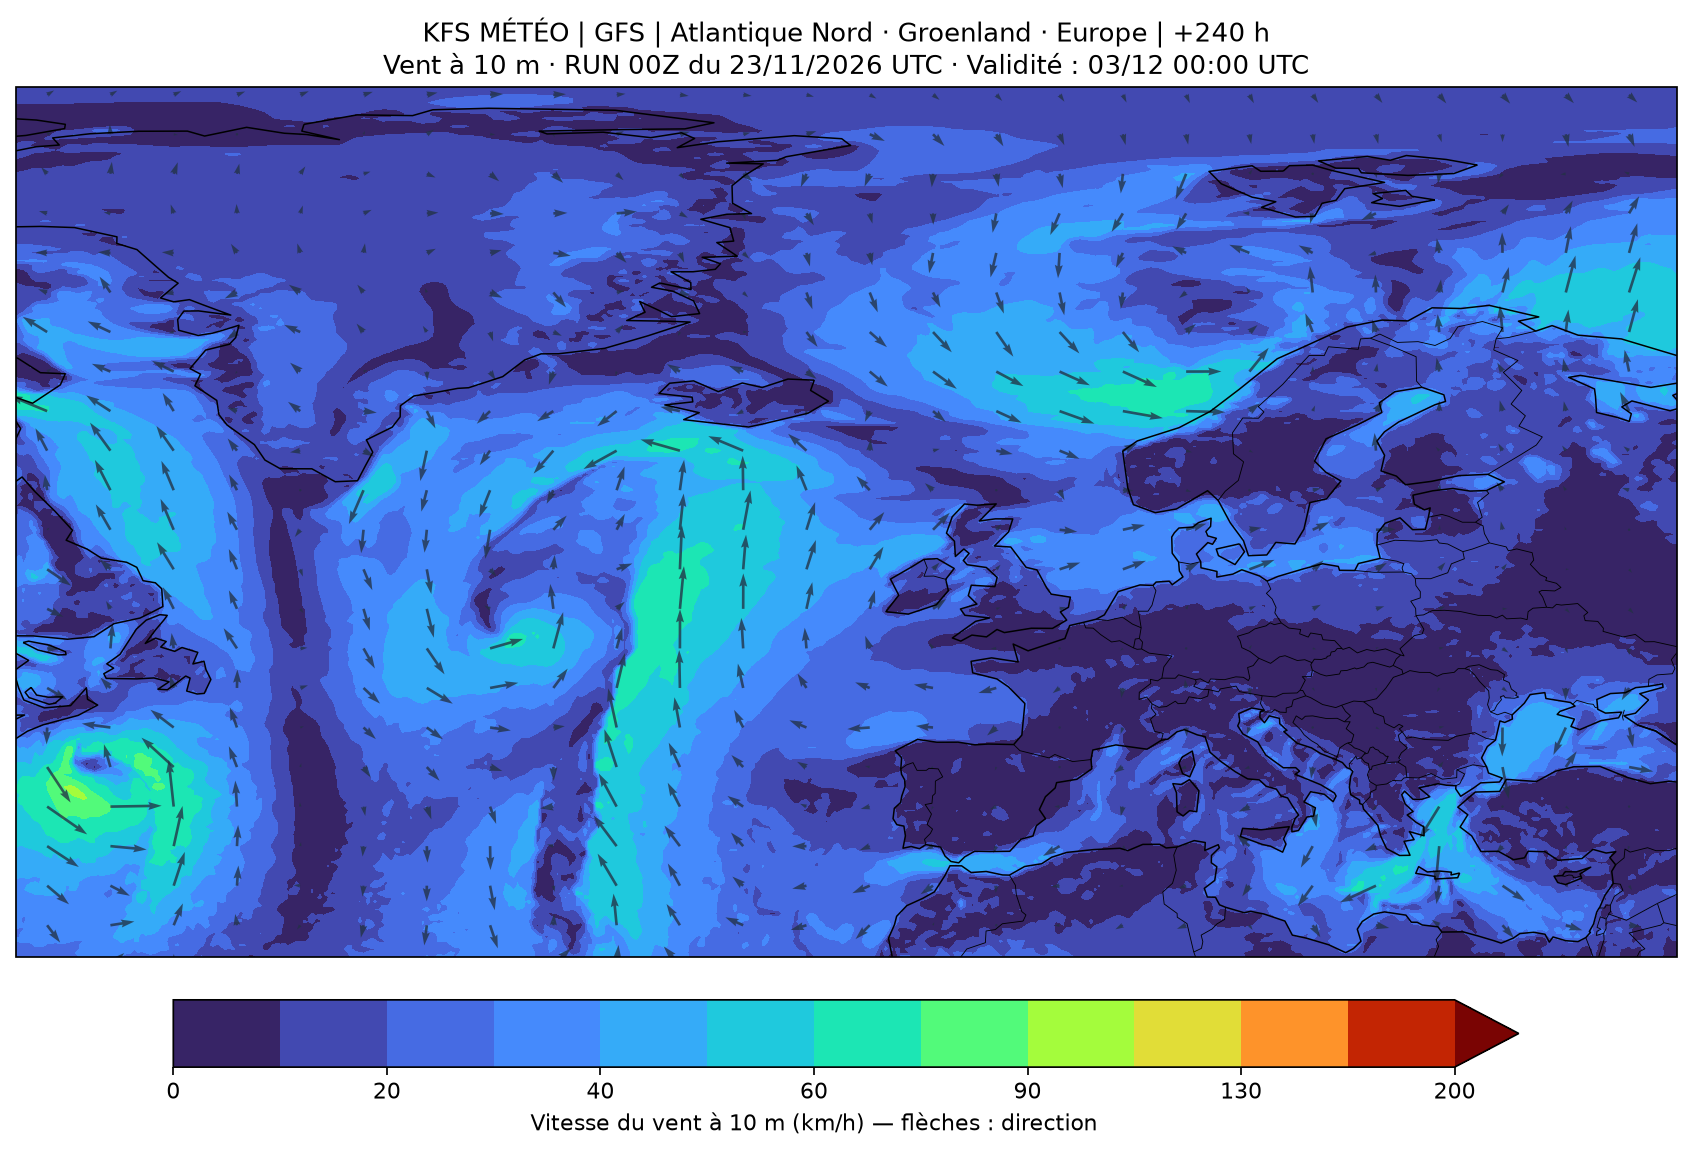 KFS MÉTÉO | GFS | Atlantique Nord · Groenland · Europe | +240 h
Vent à 10 m · RUN 00Z du 23/11/2026 UTC · Validité : 03/12 00:00 UTC
0 20 40 60 90 130 200
Vitesse du vent à 10 m (km/h) — flèches : direction